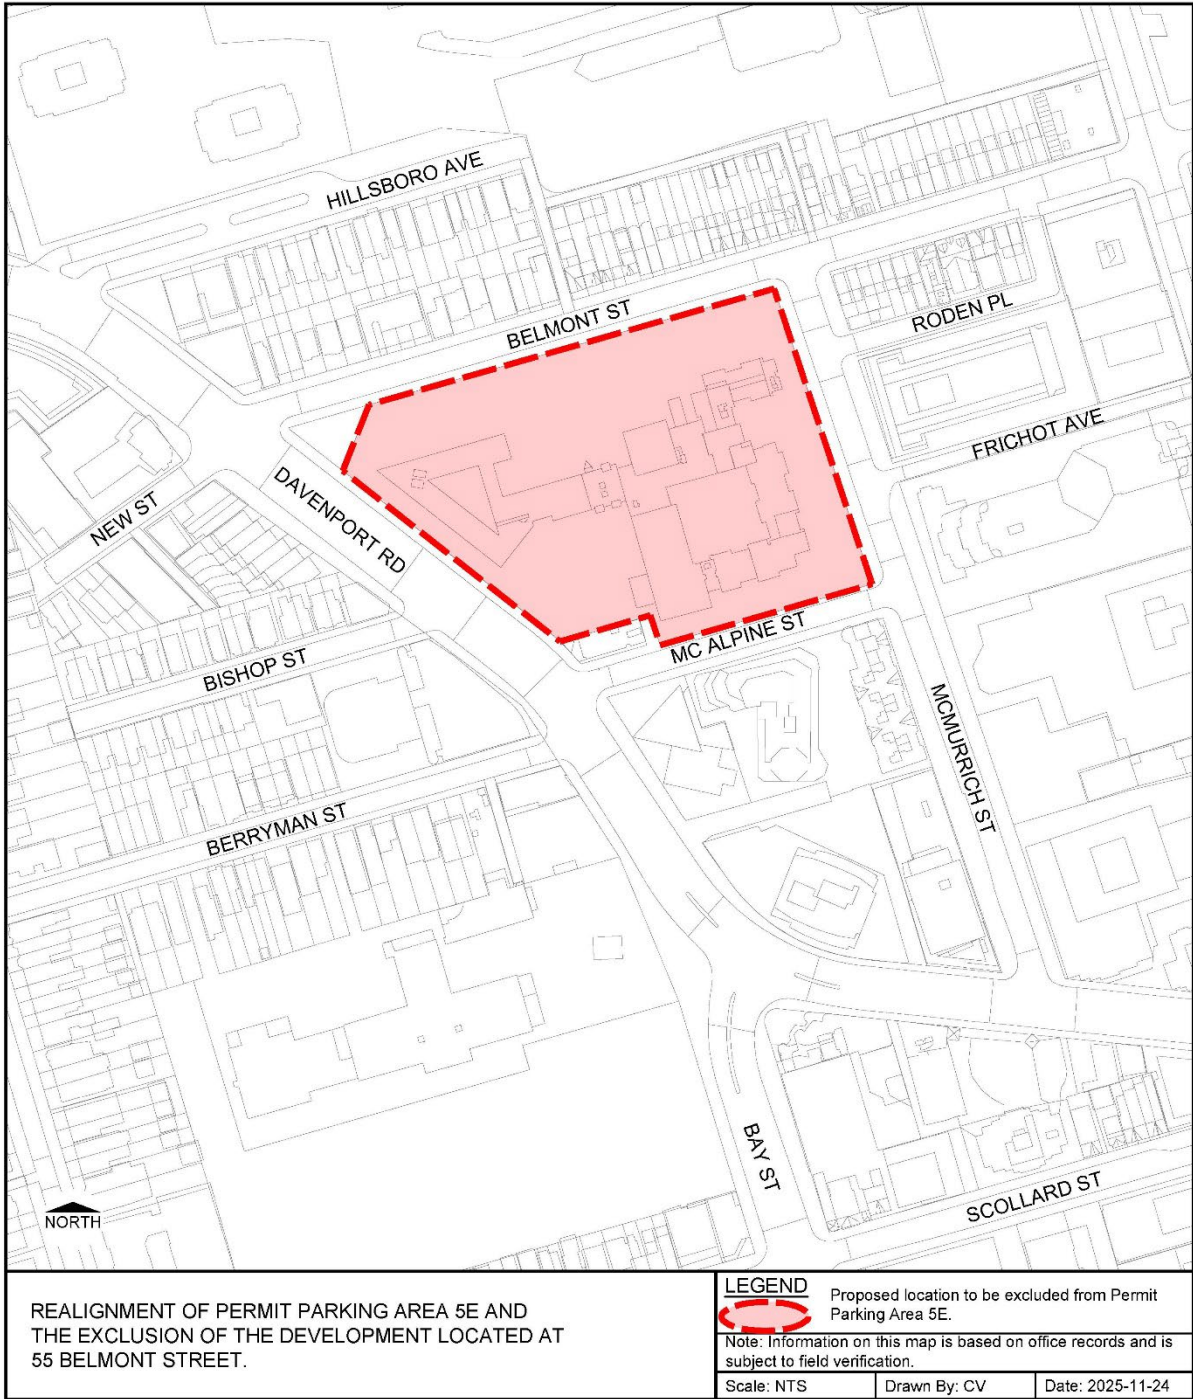 HILLSBORO AVE
BELMONT ST
RODEN PL
FRICHOT AVE
DAVENPORT RD
NEW ST
BISHOP ST
MC ALPINE ST
MCMURRICH ST
BERRYMAN ST
BAY ST
SCOLLARD ST
NORTH
REALIGNMENT OF PERMIT PARKING AREA 5E AND
THE EXCLUSION OF THE DEVELOPMENT LOCATED AT
55 BELMONT STREET.
LEGEND
Proposed location to be excluded from Permit
Parking Area 5E.
Note: Information on this map is based on office records and is
subject to field verification.
Scale: NTS
Drawn By: CV
Date: 2025-11-24